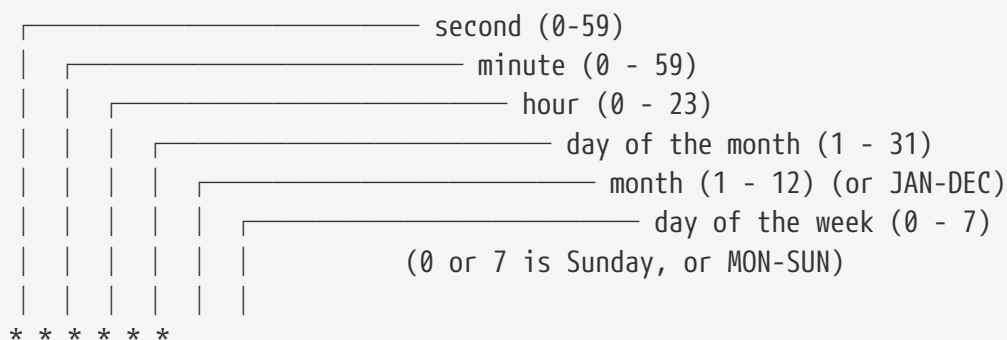 second (0-59)
minute (0 - 59)
hour (0 - 23)
day of the month (1 - 31)
month (1 - 12) (or JAN-DEC)
day of the week (0 - 7)
(0 or 7 is Sunday, or MON-SUN)
* * * * * *